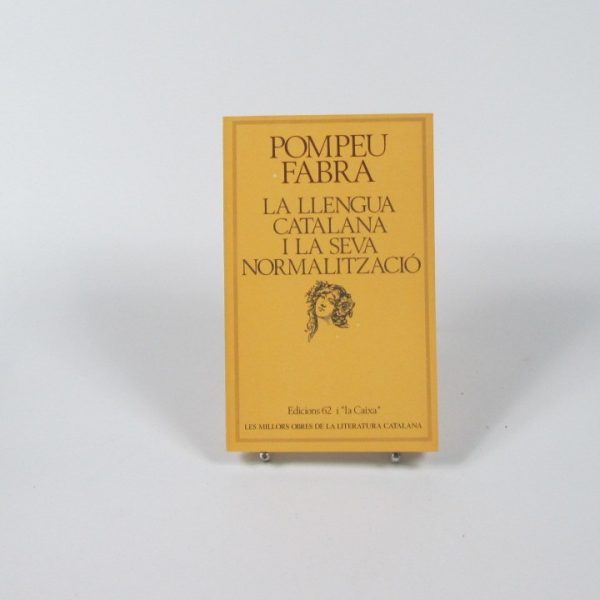 POMPEU
FABRA
LA LLENGUA
CATALANA
I LA SEVA
NORMALITZACIÓ
Edicions 62 i "la Caixa"
LES MILLORS OBRES DE LA LITERATURA CATALANA